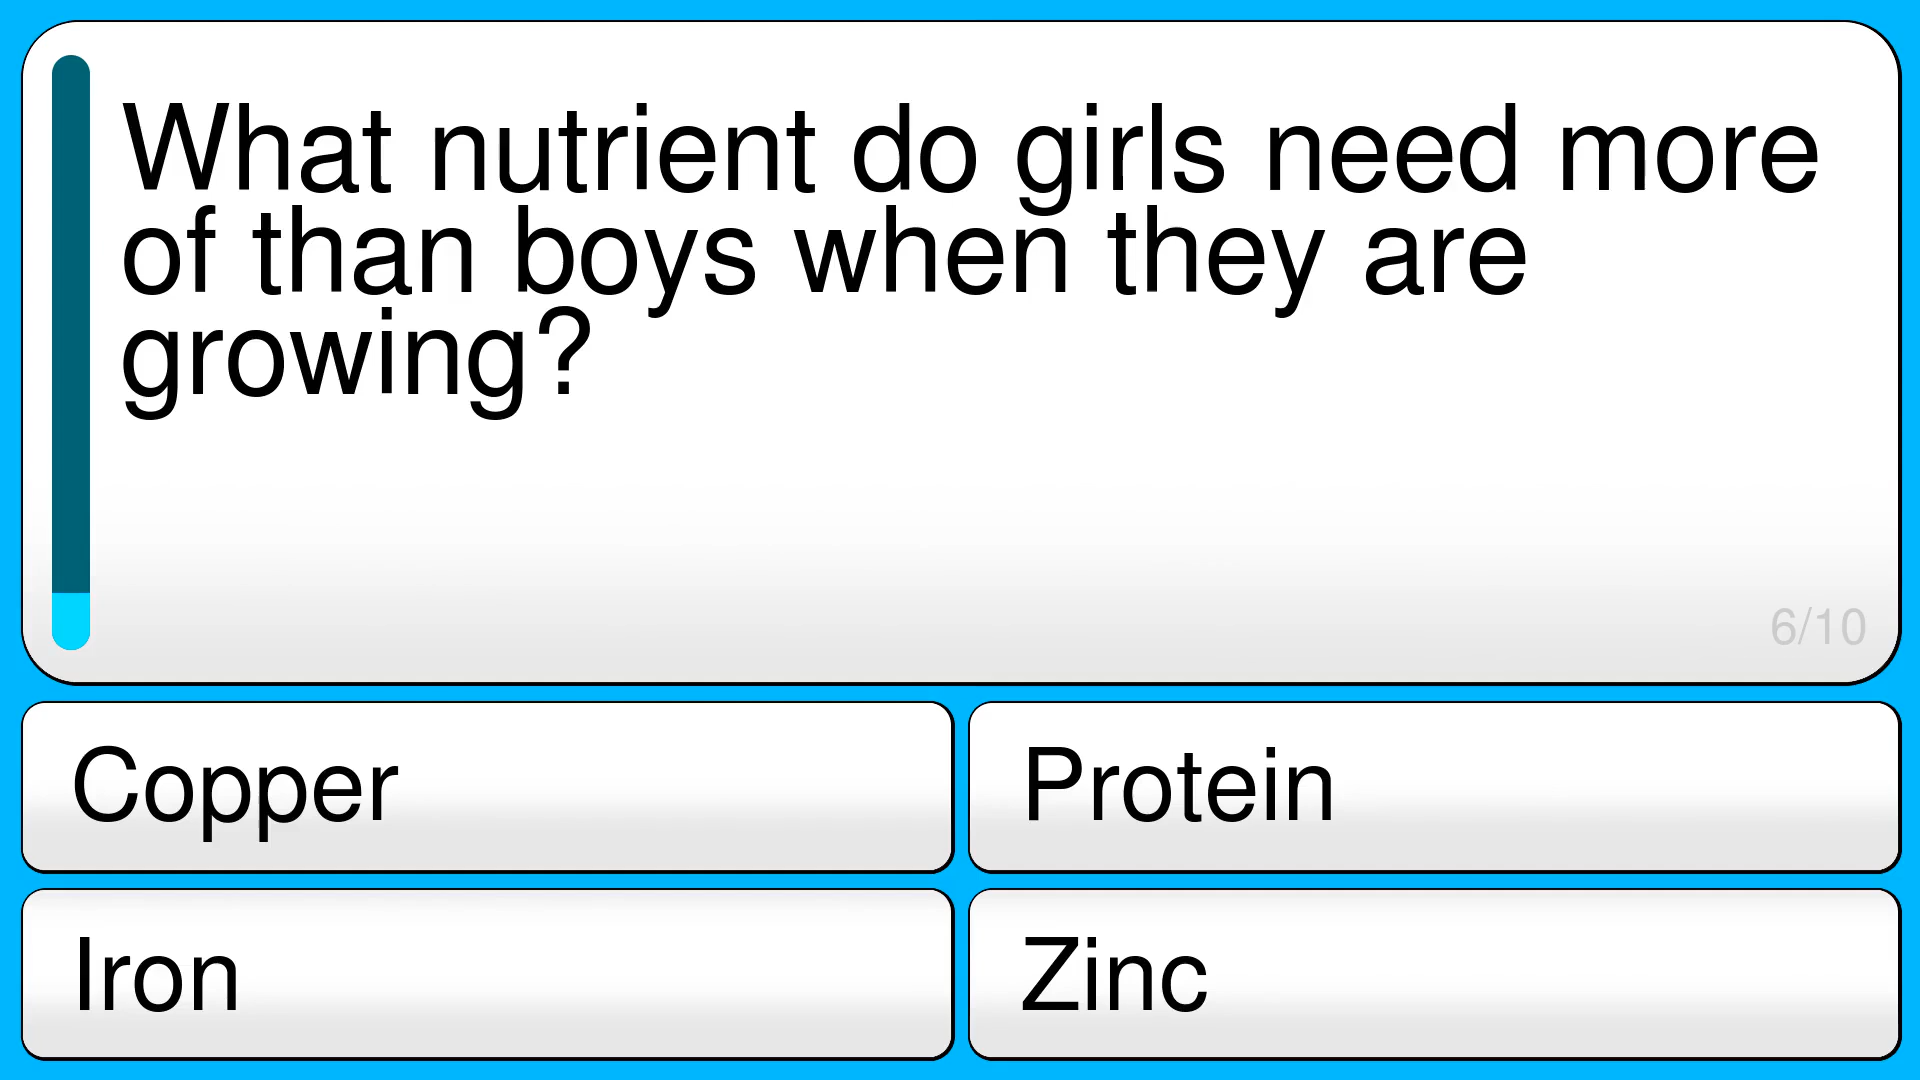 What nutrient do girls need more
of than boys when they are
growing?
6/10
Copper
Protein
Iron
Zinc